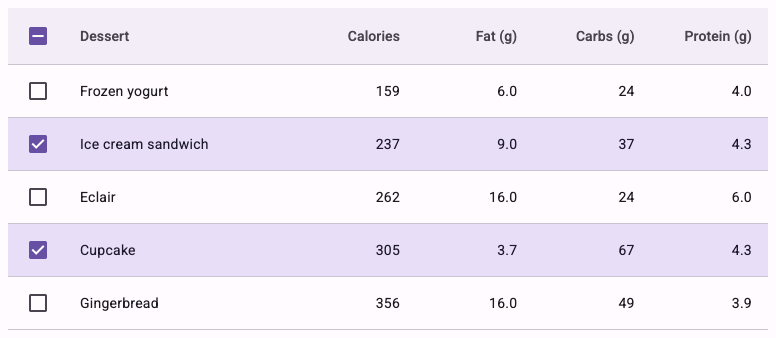 Dessert Calories Fat (g) Carbs (g) Protein (g)
Frozen yogurt 159 6.0 24 4.0
Ice cream sandwich 237 9.0 37 4.3
Eclair 262 16.0 24 6.0
Cupcake 305 3.7 67 4.3
Gingerbread 356 16.0 49 3.9